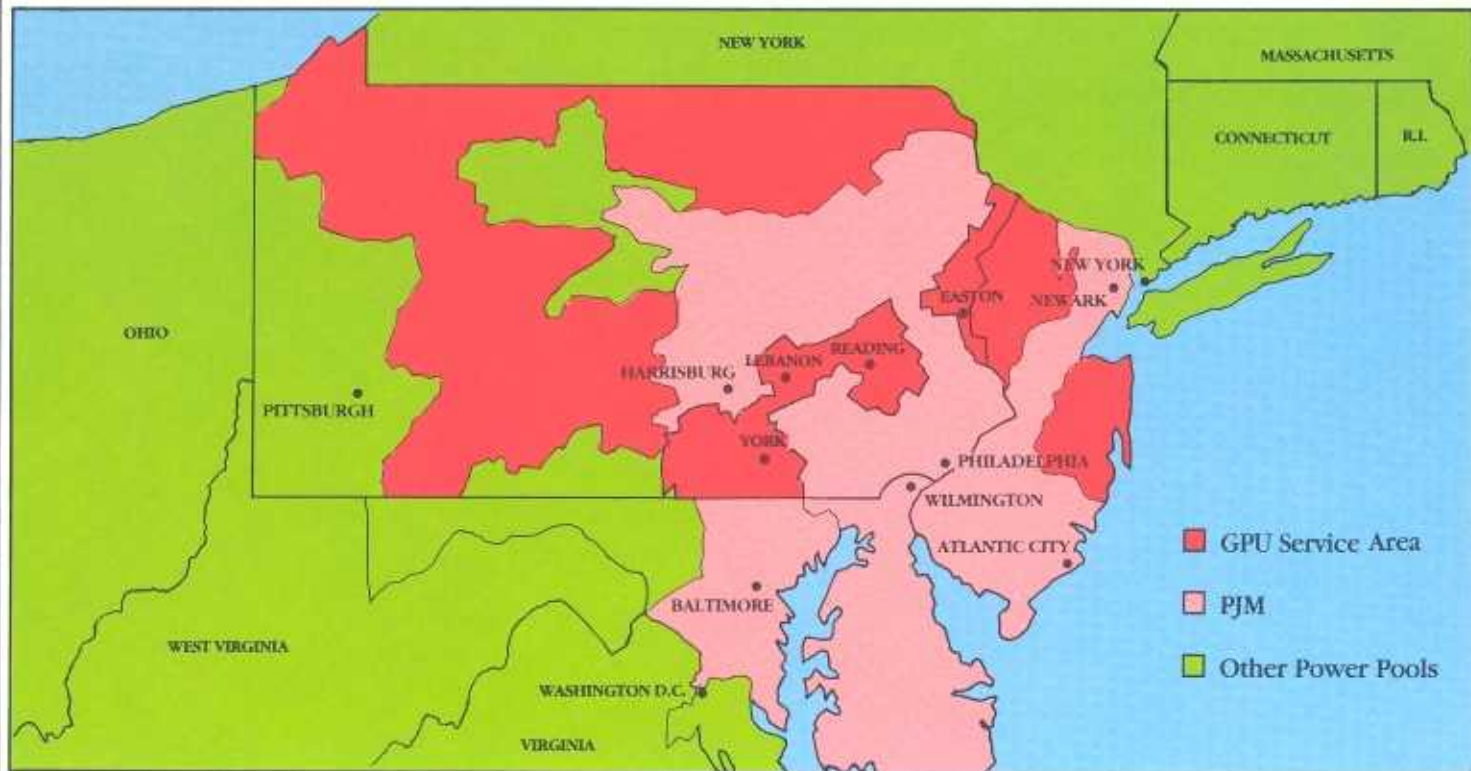 NEW YORK
MASSACHUSETTS
CONNECTICUT
R.I.
OHIO
NEW YORK
NEWARK
EASTON
READING
LEBANON
HARRISBURG
PITTSBURGH
YORK
PHILADELPHIA
WILMINGTON
ATLANTIC CITY
BALTIMORE
WEST VIRGINIA
WASHINGTON D.C.
VIRGINIA
GPU Service Area
PJM
Other Power Pools